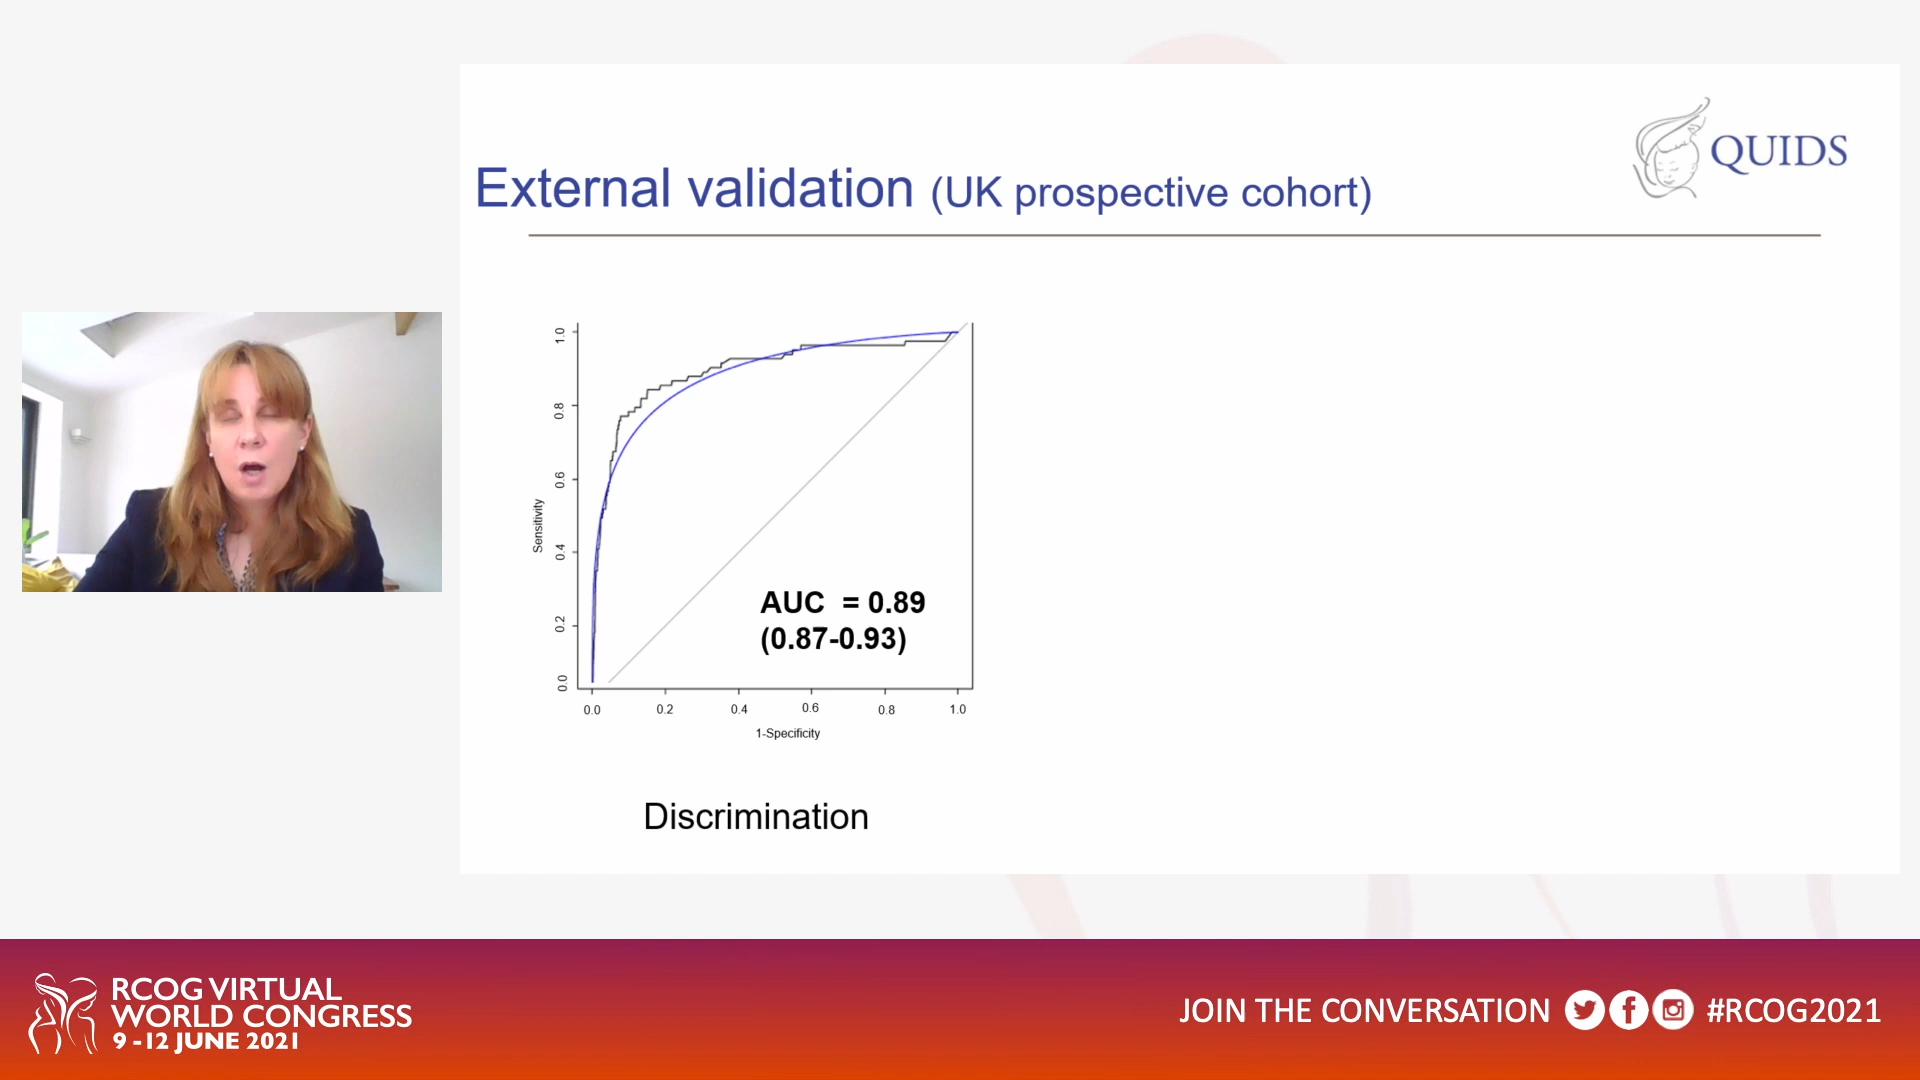 QUIDS
External validation (UK prospective cohort)
1.0
0.8
0.6
0.4
0.2
0.0
Sensitivity
AUC = 0.89
(0.87-0.93)
0.0 0.2 0.4 0.6 0.8 1.0
1-Specificity
Discrimination
RCOG VIRTUAL
WORLD CONGRESS
9 -12 JUNE 2021
JOIN THE CONVERSATION #RCOG2021